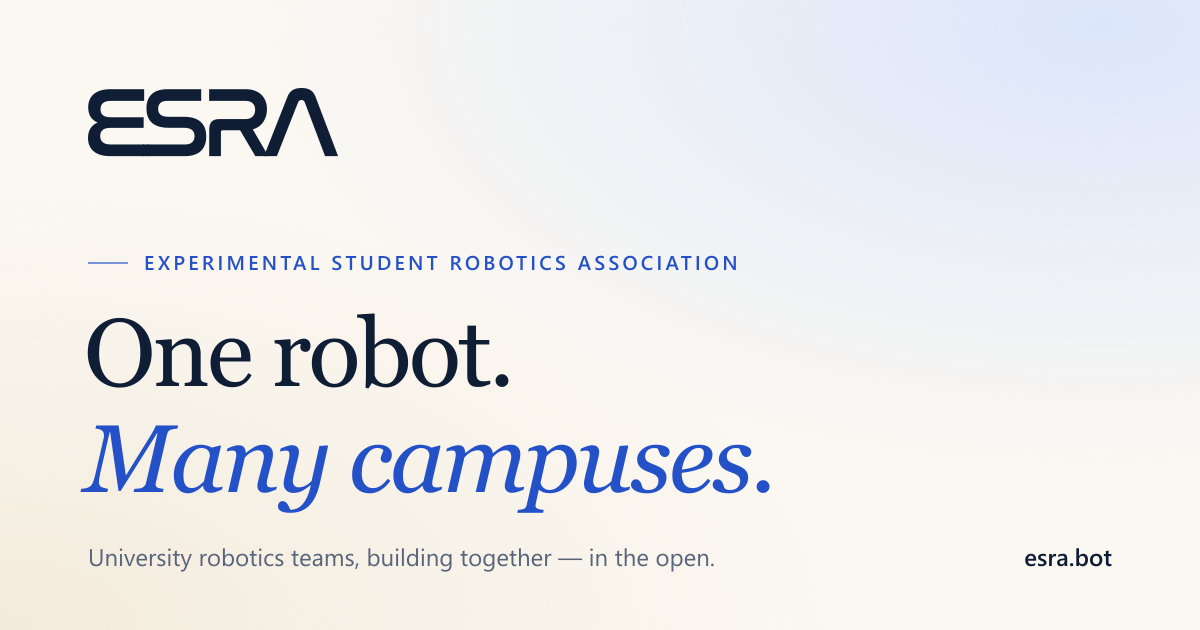 ESRA
EXPERIMENTAL STUDENT ROBOTICS ASSOCIATION
One robot.
Many campuses.
University robotics teams, building together — in the open.
esra.bot